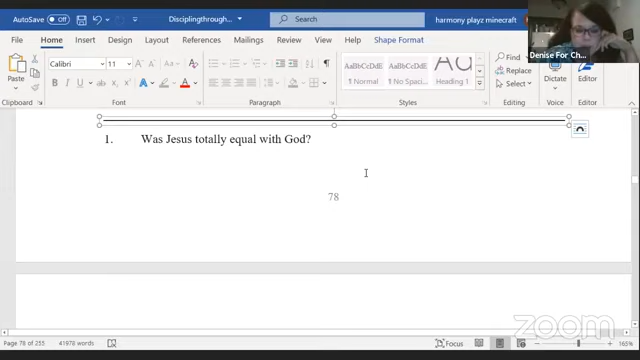 AutoSave Off
Disciplingthrough...
Search
harmony playz minecraft
Denise For Ch...
File Home Insert Draw Design Layout References Mailings Review View Help Shape Format
Paste
Calibri 11
AaBbCcDdE AaBbCcDdE AaC
¶ Normal ¶ No Spaci... Heading 1
Find
Replace
Select
Dictate
Editor
Clipboard Font Paragraph Styles Editing Voice Editor
1. Was Jesus totally equal with God?
78
zoom
Page 78 of 255 41978 words Focus 165%